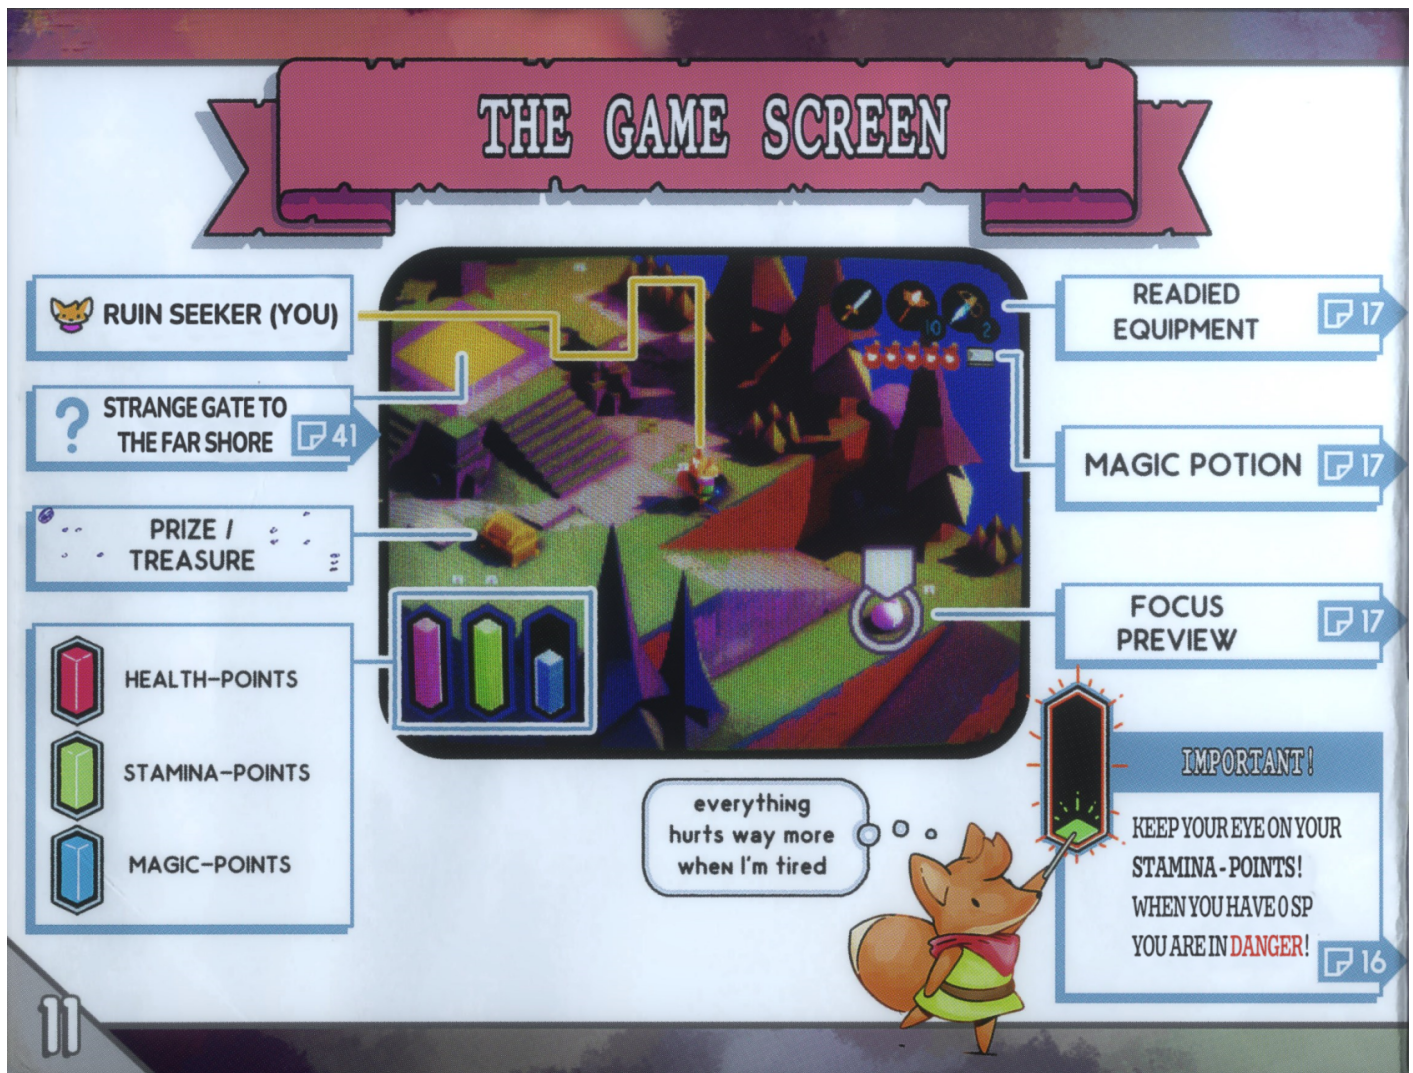 THE GAME SCREEN
RUIN SEEKER (YOU)
STRANGE GATE TO
THE FAR SHORE
41
PRIZE /
TREASURE
HEALTH-POINTS
STAMINA-POINTS
MAGIC-POINTS
10
2
READIED
EQUIPMENT
17
MAGIC POTION
17
FOCUS
PREVIEW
17
everything
hurts way more
when I'm tired
IMPORTANT!
KEEP YOUR EYE ON YOUR
STAMINA-POINTS!
WHEN YOU HAVE 0 SP
YOU ARE IN DANGER!
16
11